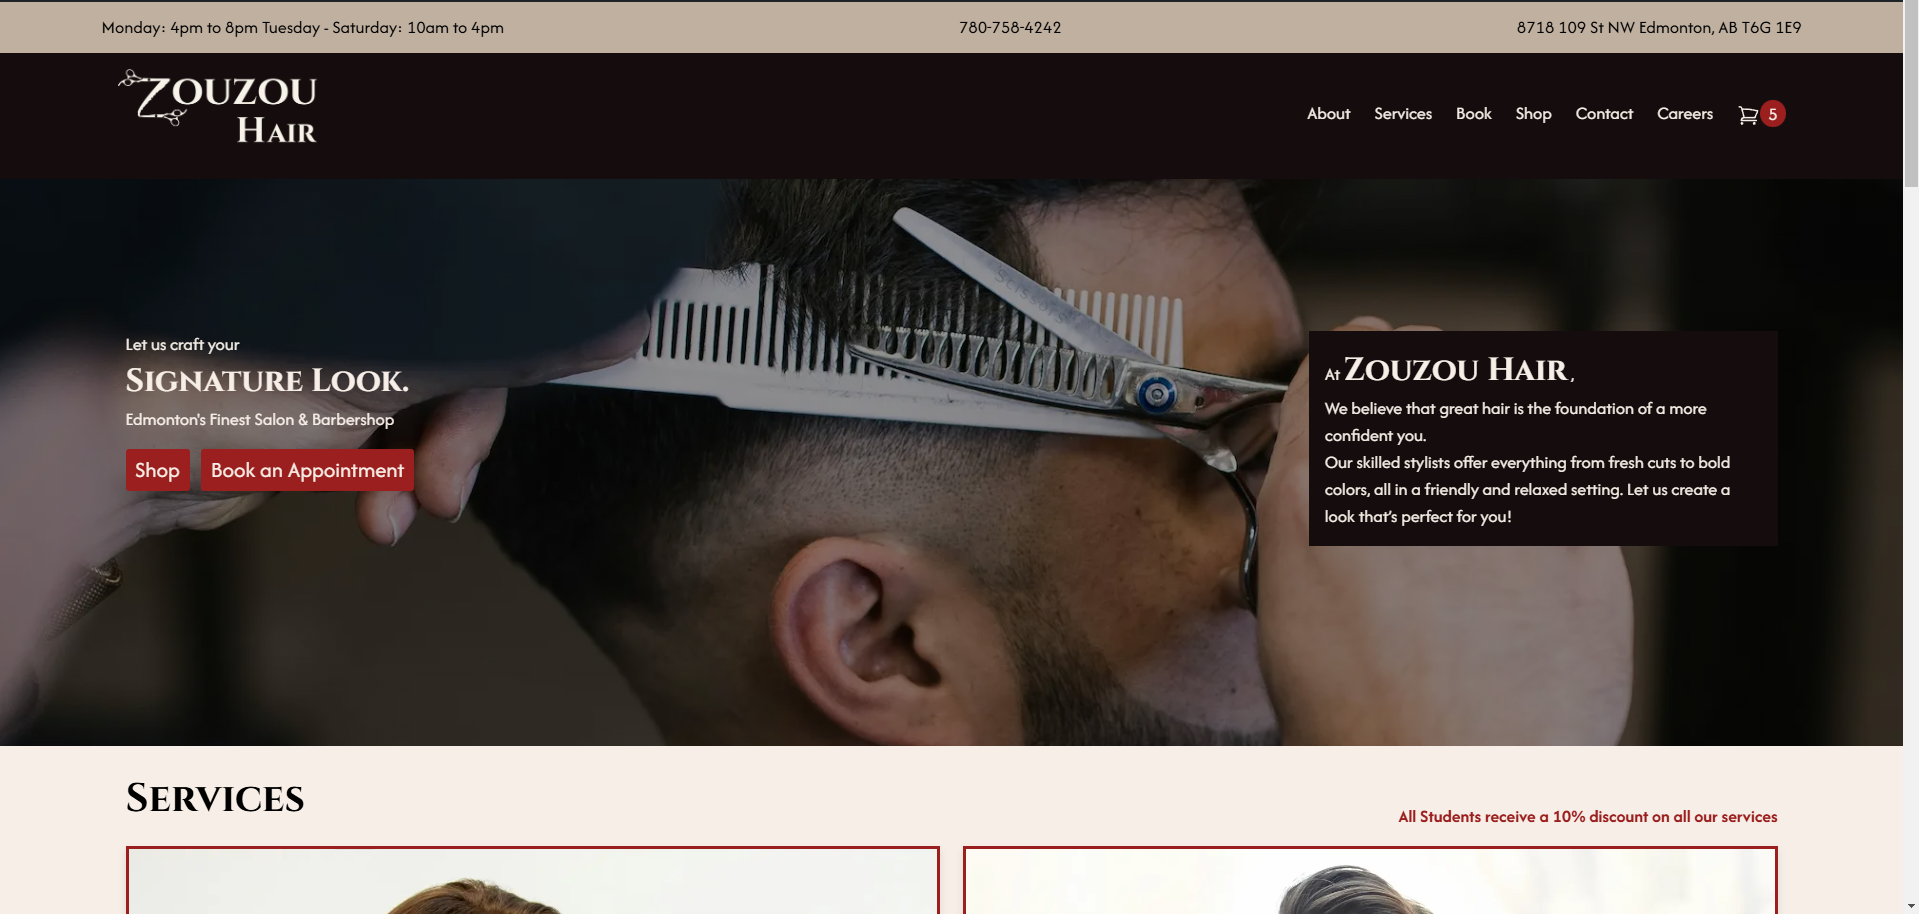 Monday: 4pm to 8pm Tuesday - Saturday: 10am to 4pm
780-758-4242
8718 109 St NW Edmonton, AB T6G 1E9
Zouzou
Hair
About Services Book Shop Contact Careers 5
Scissors
Let us craft your
Signature Look.
Edmonton's Finest Salon & Barbershop
Shop Book an Appointment
At Zouzou Hair,
We believe that great hair is the foundation of a more
confident you.
Our skilled stylists offer everything from fresh cuts to bold
colors, all in a friendly and relaxed setting. Let us create a
look that's perfect for you!
Services
All Students receive a 10% discount on all our services